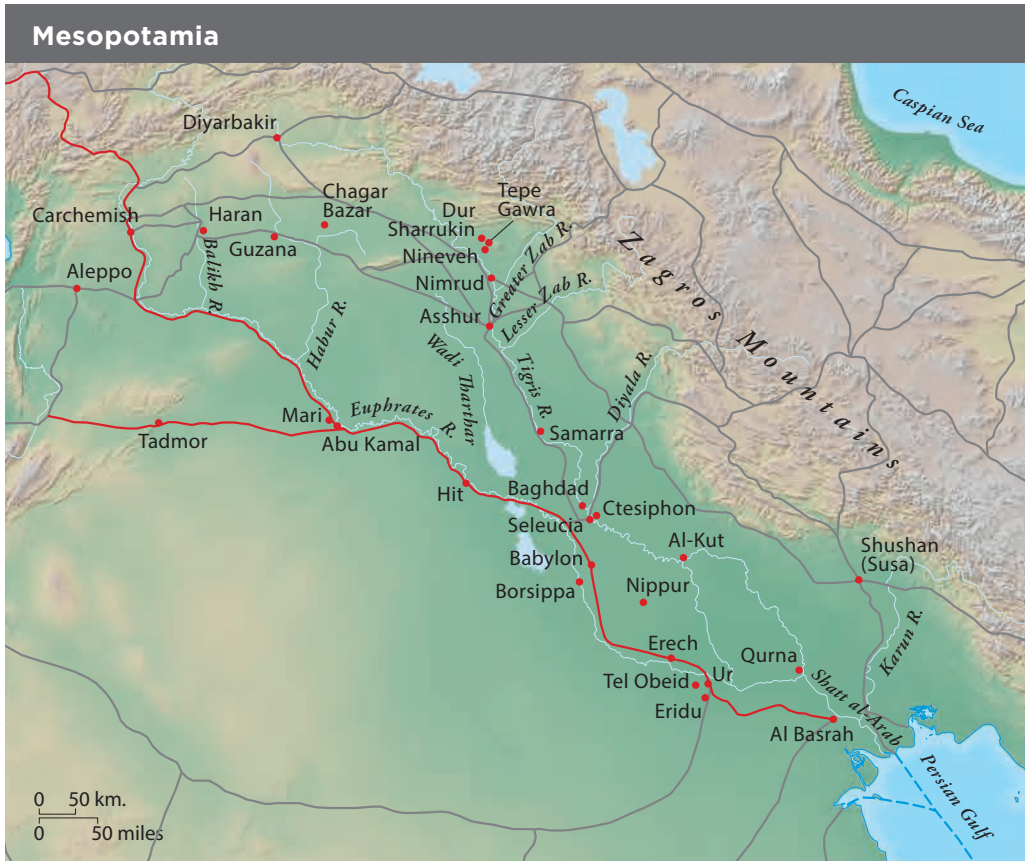 Mesopotamia
Caspian Sea
Diyarbakir
Chagar
Bazar
Tepe
Gawra
Dur
Sharrukin
Carchemish
Haran
Guzana
Nineveh
Zagros Mountains
Balikh R.
Aleppo
Nimrud
Greater Zab R.
Lesser Zab R.
Asshur
Habur R.
Wadi Tharthar
Tigris R.
Diyala R.
Mari
Euphrates R.
Tadmor
Abu Kamal
Samarra
Hit
Baghdad
Ctesiphon
Seleucia
Al-Kut
Shushan
(Susa)
Babylon
Borsippa
Nippur
Karun R.
Erech
Qurna
Tel Obeid
Ur
Shatt al-Arab
Eridu
Al Basrah
Persian Gulf
0 50 km.
0 50 miles